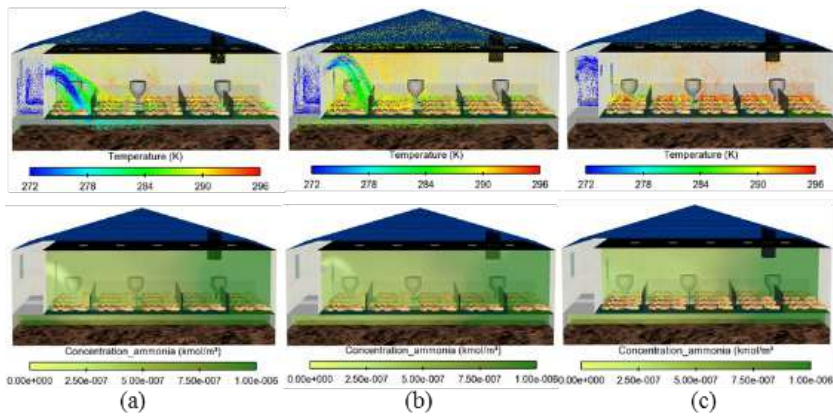 Temperature (K)
272 278 284 290 296
Temperature (K)
272 278 284 290 296
Temperature (K)
272 278 284 290 296
Concentration_ammonia (kmol/m³)
0.00e+000 2.50e-007 5.00e-007 7.50e-007 1.00e-006
Concentration_ammonia (kmol/m³)
0.00e+000 2.50e-007 5.00e-007 7.50e-007 1.00e-006
Concentration_ammonia (kmol/m³
0.00e+000 2.50e-007 5.00e-007 7.50e-007 1.00e-006
(a) (b) (c)